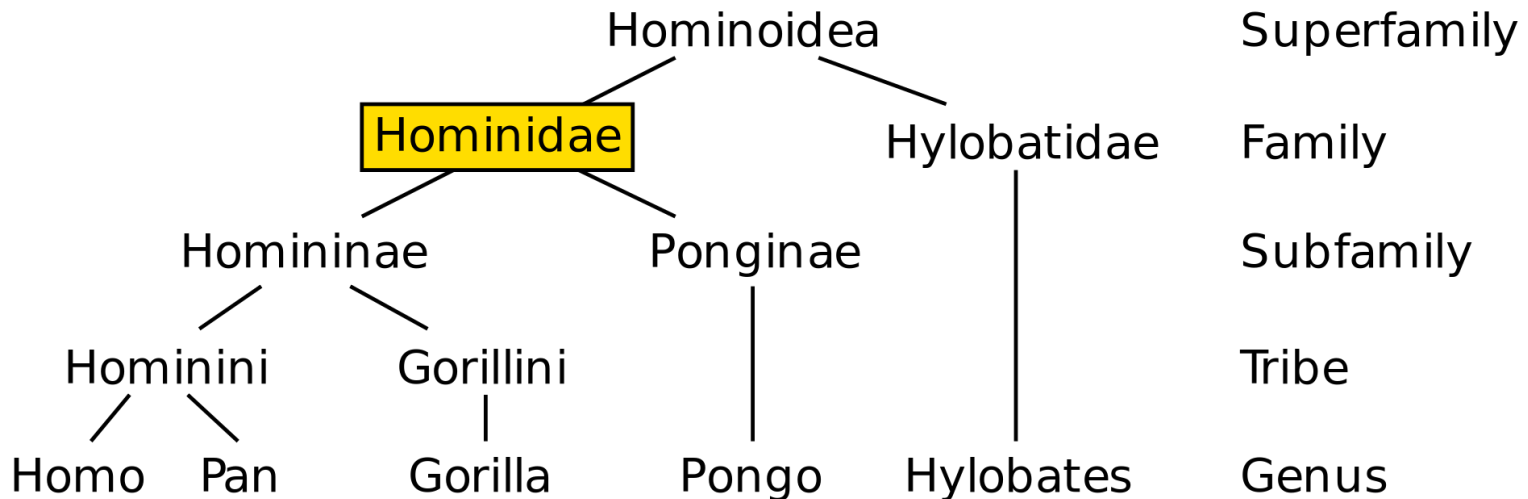 Hominoidea Superfamily
Hominidae Hylobatidae Family
Homininae Ponginae Subfamily
Hominini Gorillini Tribe
Homo Pan Gorilla Pongo Hylobates Genus